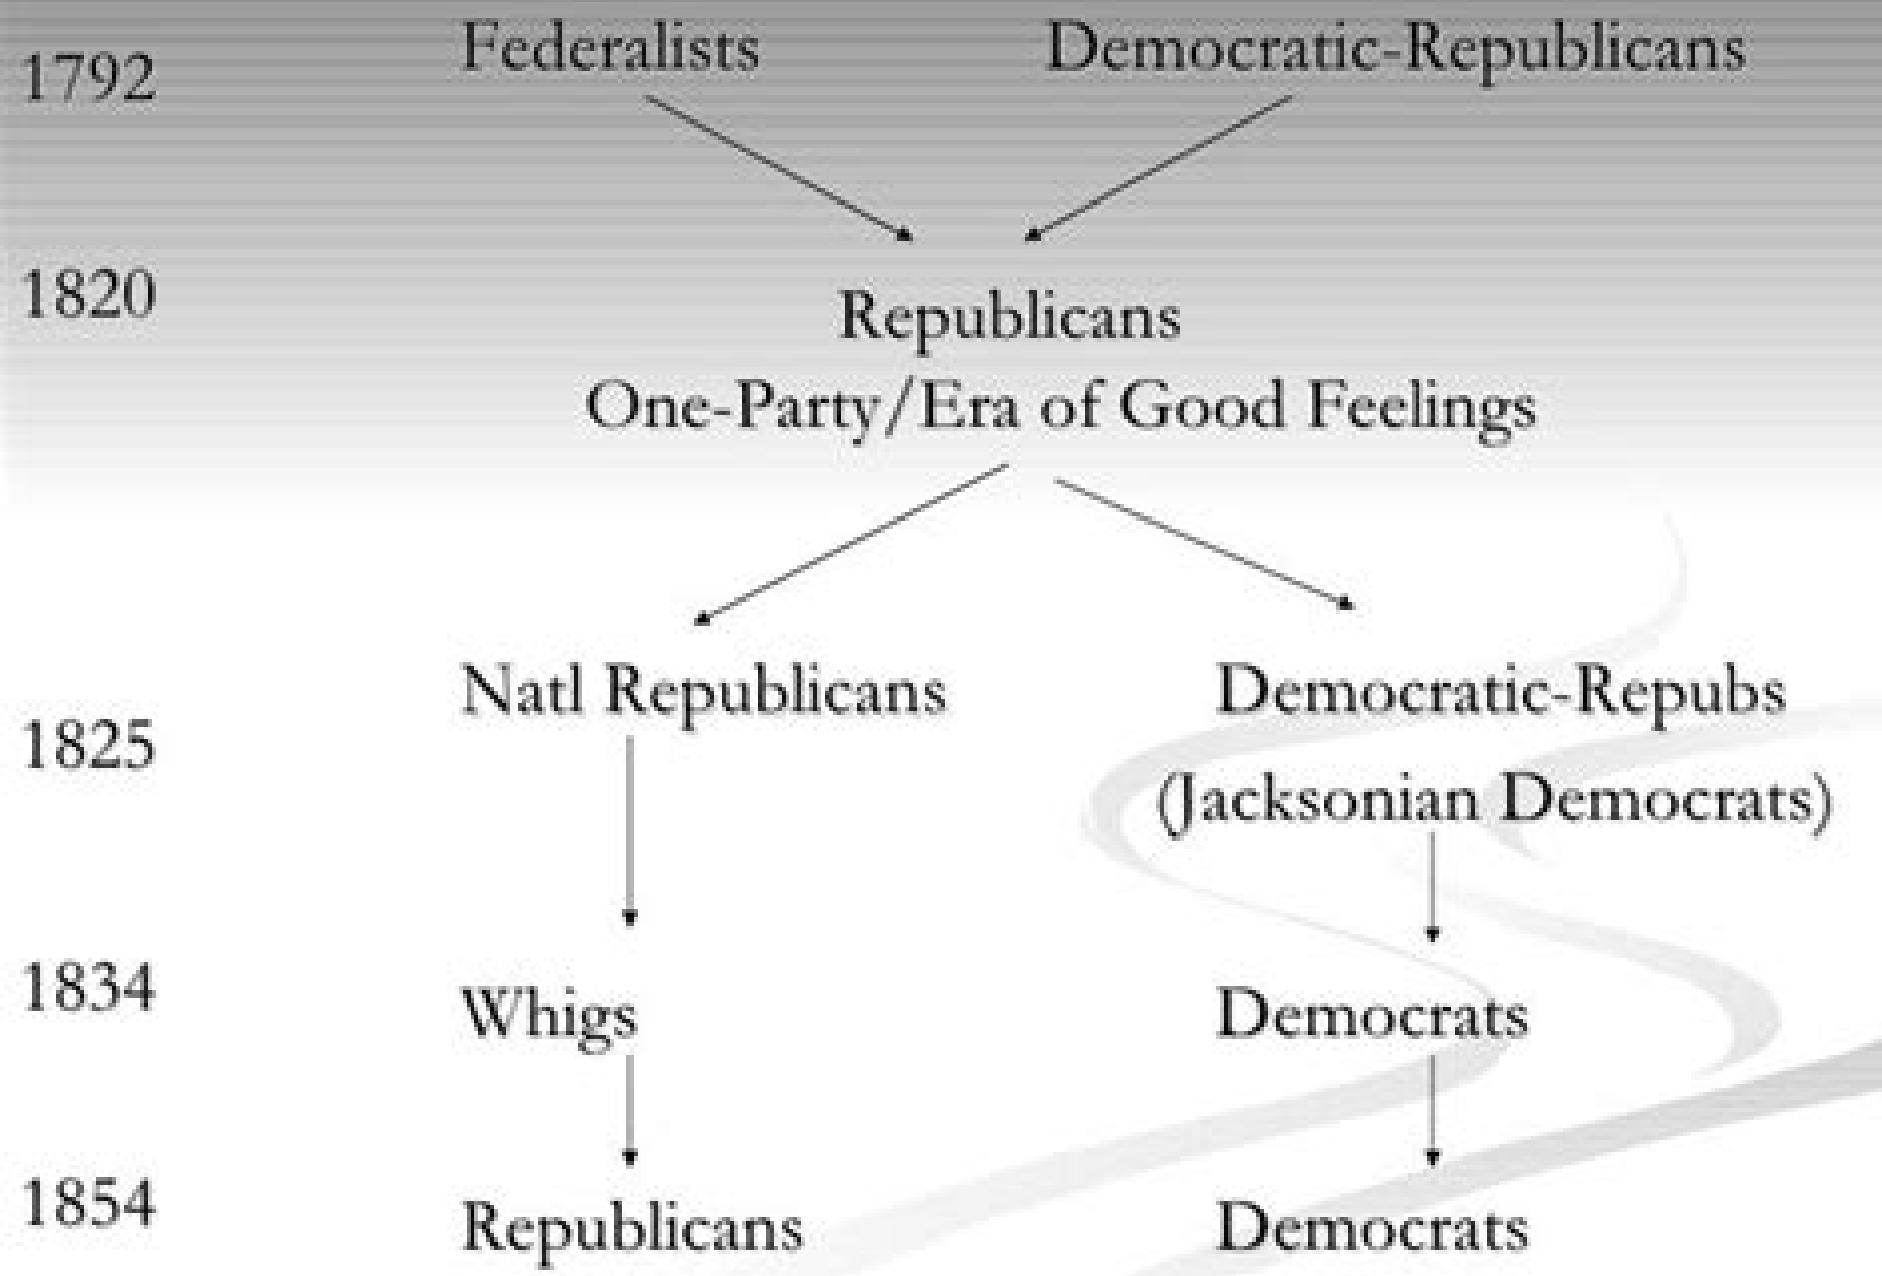 1792
Federalists
Democratic-Republicans
1820
Republicans
One-Party/Era of Good Feelings
1825
Natl Republicans
Democratic-Repubs
(Jacksonian Democrats)
1834
Whigs
Democrats
1854
Republicans
Democrats